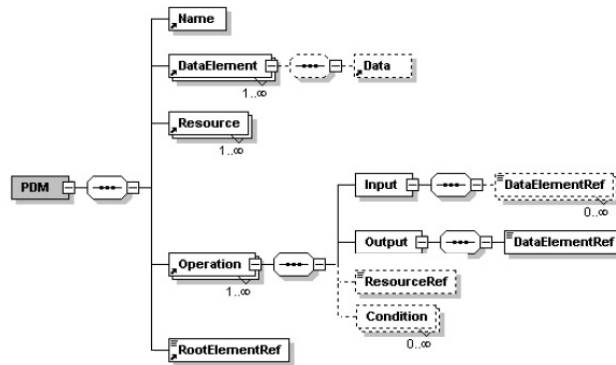 Name
DataElement
Data
1..∞
Resource
1..∞
PDM
Input
DataElementRef
0..∞
Output
DataElementRef
Operation
1..∞
ResourceRef
Condition
0..∞
RootElementRef